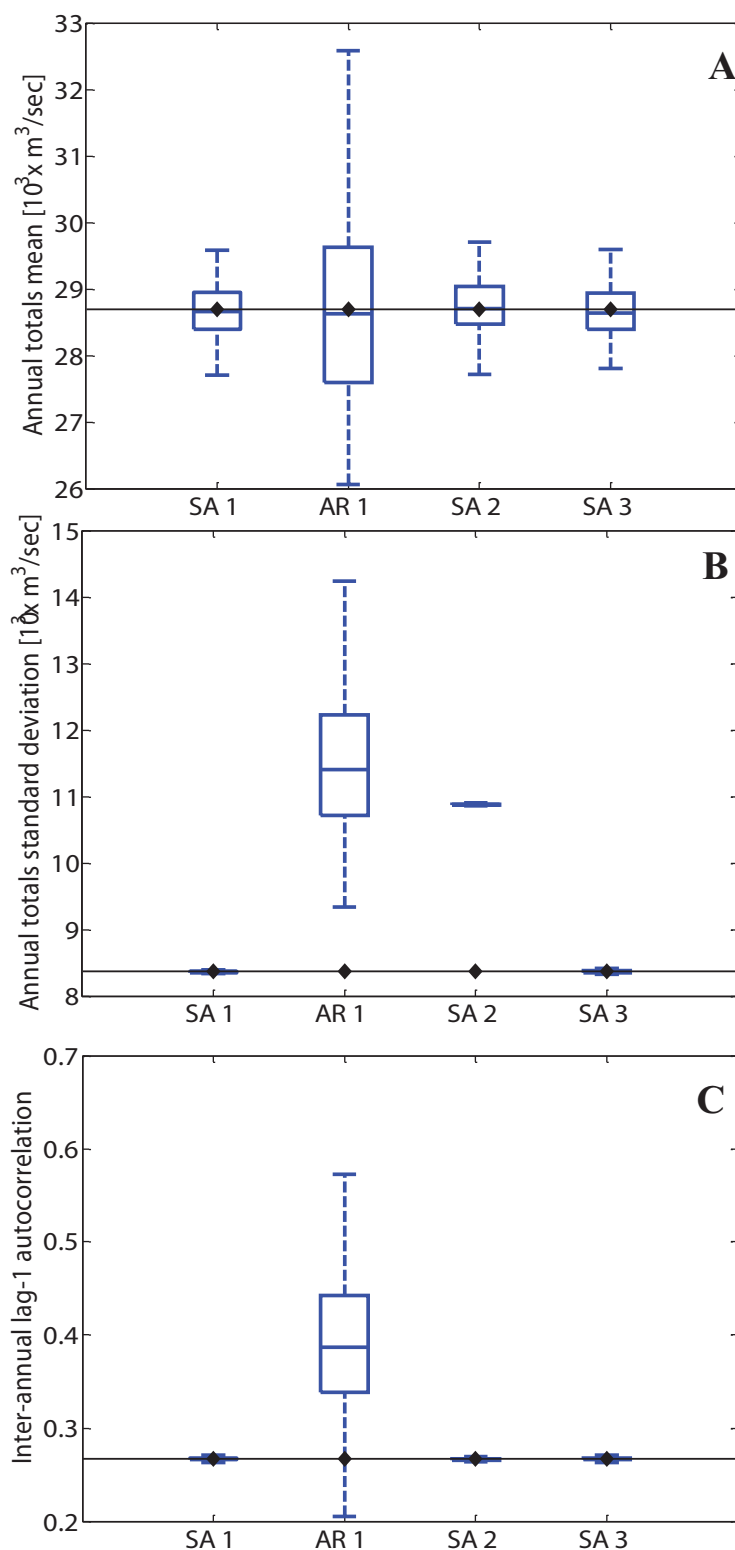 A
Annual totals mean [10³x m³/sec]
33
32
31
30
29
28
27
26
SA 1 AR 1 SA 2 SA 3
B
Annual totals standard deviation [10³x m³/sec]
15
14
13
12
11
10
9
8
SA 1 AR 1 SA 2 SA 3
C
Inter-annual lag-1 autocorrelation
0.7
0.6
0.5
0.4
0.3
0.2
SA 1 AR 1 SA 2 SA 3